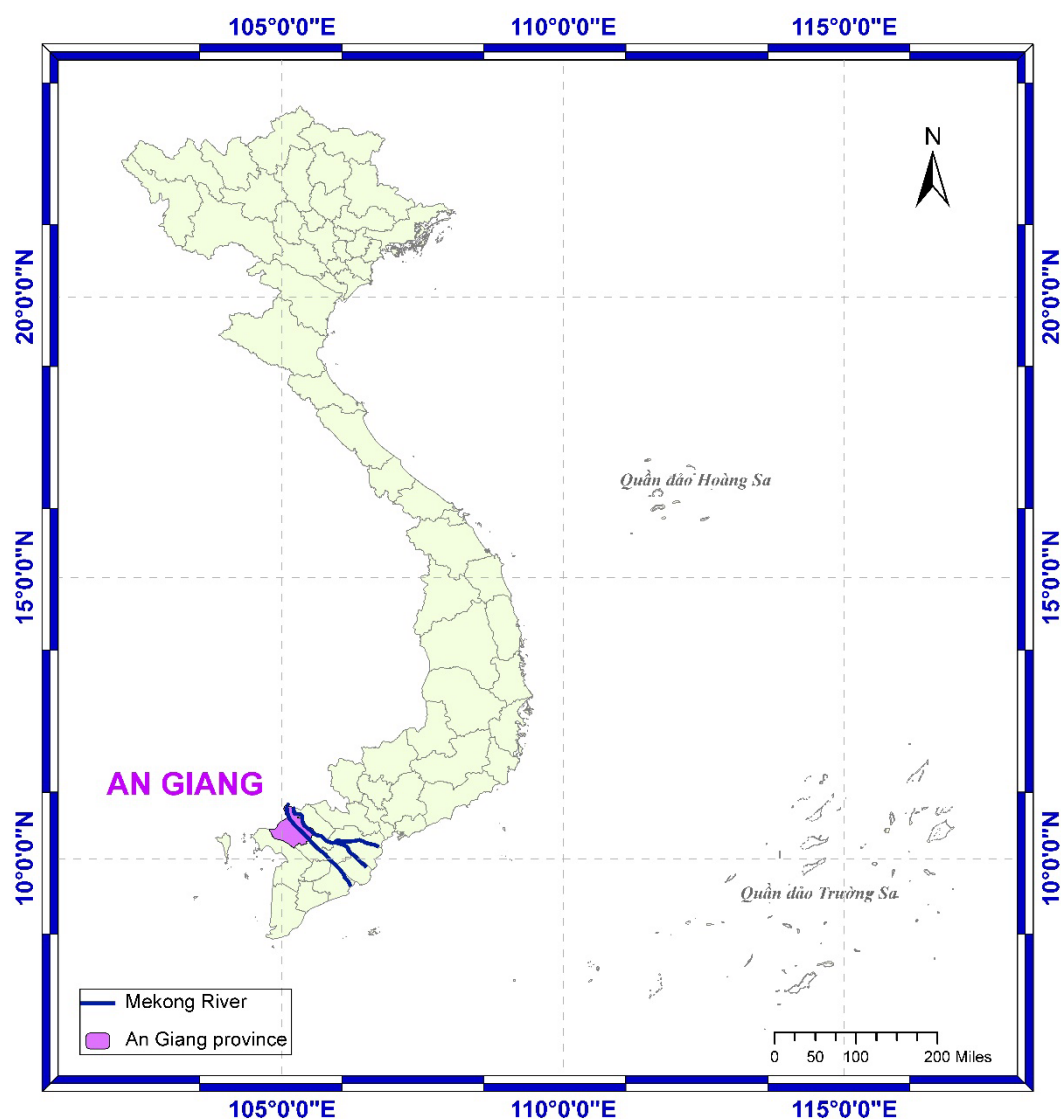 105°0'0"E 110°0'0"E 115°0'0"E
N
20°0'0"N 20°0'0"N
Quần đảo Hoàng Sa
15°0'0"N 15°0'0"N
AN GIANG
10°0'0"N 10°0'0"N
Quần đảo Trường Sa
Mekong River
An Giang province
0 50 100 200 Miles
105°0'0"E 110°0'0"E 115°0'0"E